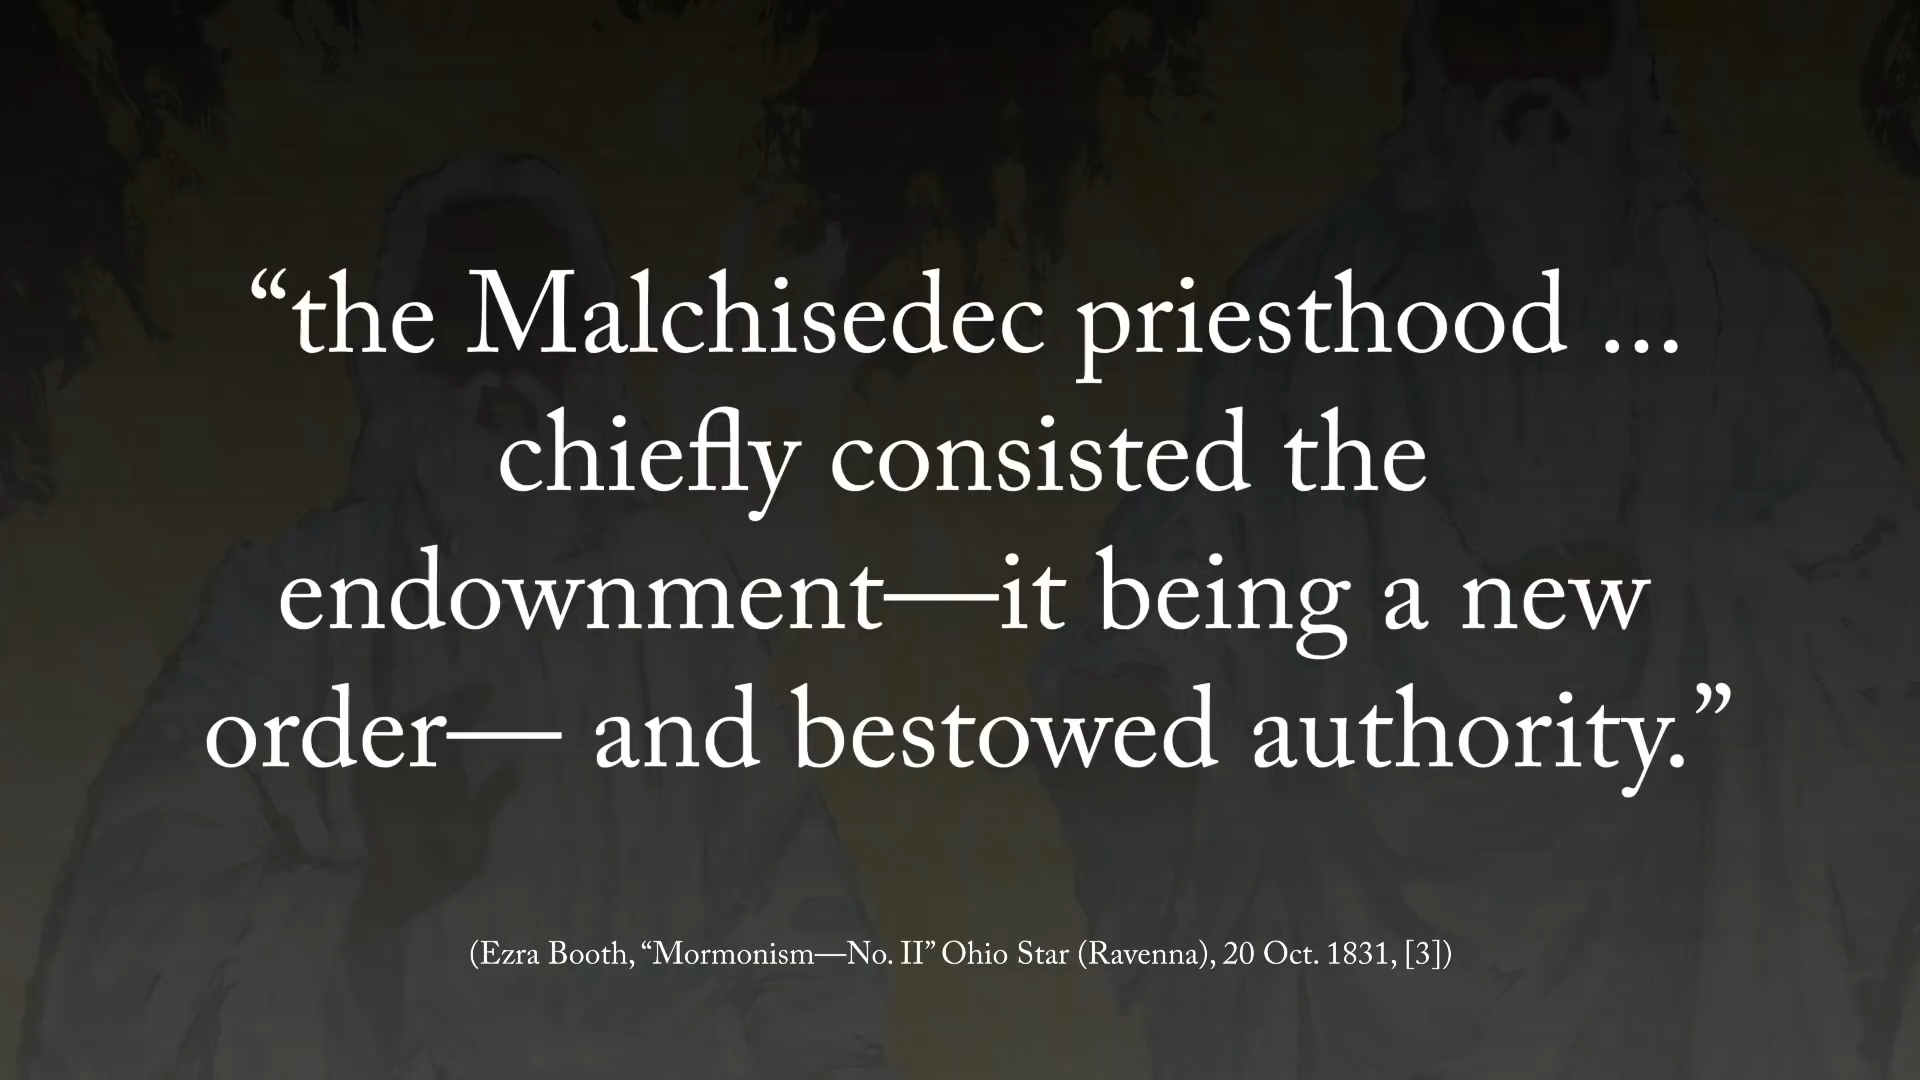 “the Malchisedec priesthood ...
chiefly consisted the
endownment—it being a new
order— and bestowed authority.”
(Ezra Booth, “Mormonism—No. II” Ohio Star (Ravenna), 20 Oct. 1831, [3])